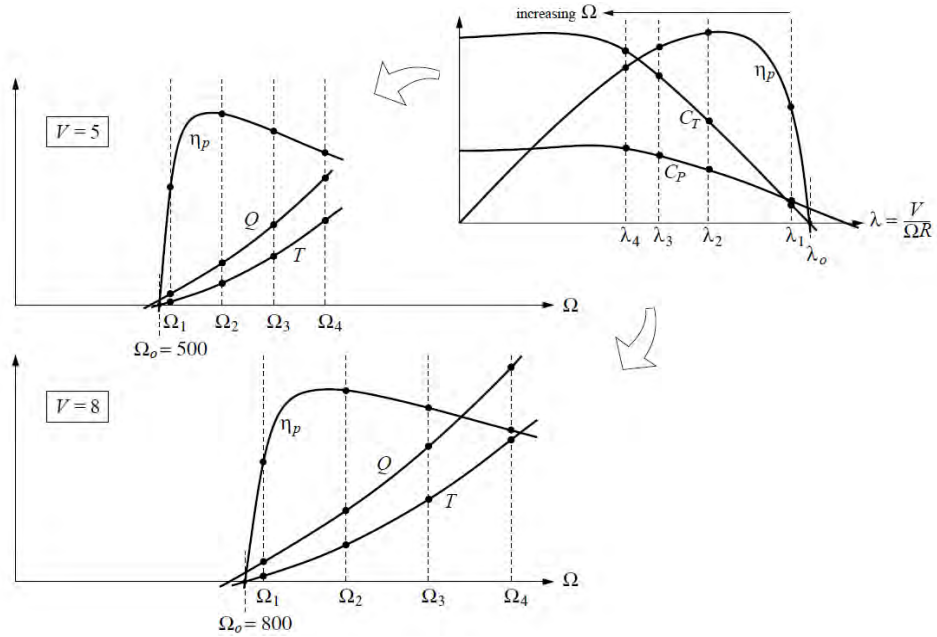 increasing Ω
η_p
C_T
C_P
λ = V/ΩR
λ_4 λ_3 λ_2 λ_1
λ_o
V = 5
η_p
Q
T
Ω
Ω_1 Ω_2 Ω_3 Ω_4
Ω_o = 500
V = 8
η_p
Q
T
Ω
Ω_1 Ω_2 Ω_3 Ω_4
Ω_o = 800